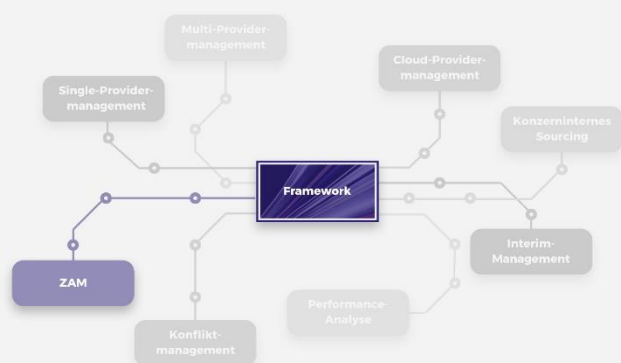 Multi-Provider-
management
Cloud-Provider-
management
Single-Provider-
management
Konzerninternes
Sourcing
Framework
Interim-
Management
ZAM
Performance-
Analyse
Konflikt-
management